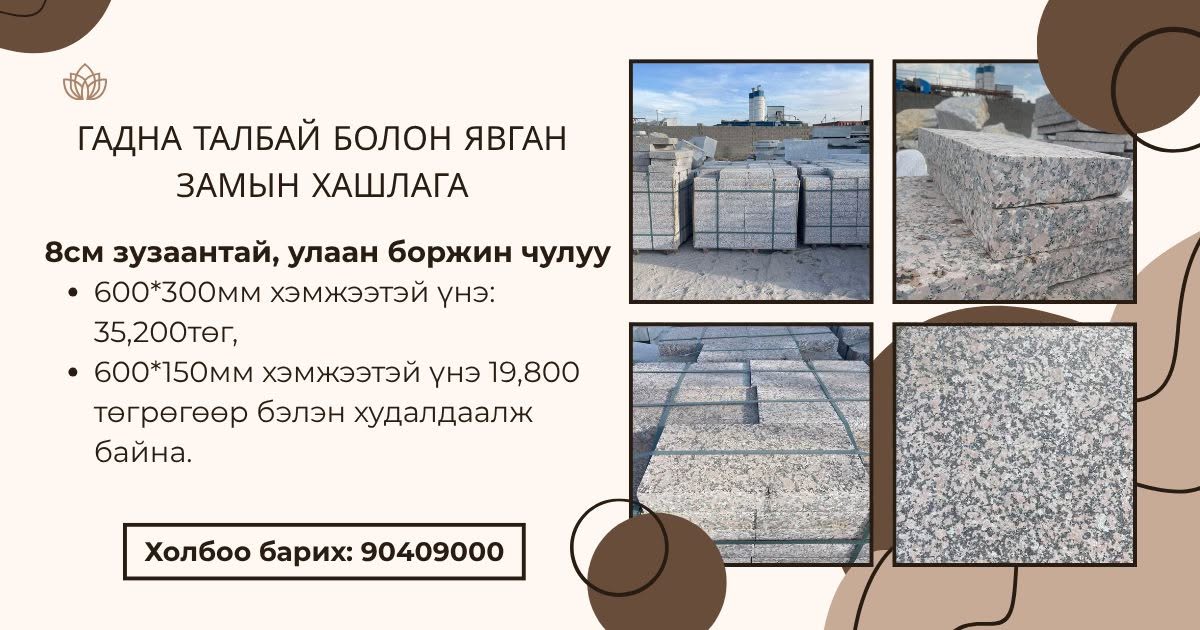 ГАДНА ТАЛБАЙ БОЛОН ЯВГАН
ЗАМЫН ХАШЛАГА
8см зузаантай, улаан боржин чулуу
• 600*300мм хэмжээтэй үнэ:
35,200төг,
• 600*150мм хэмжээтэй үнэ 19,800
төгрөгөөр бэлэн худалдаалж
байна.
Холбоо барих: 90409000